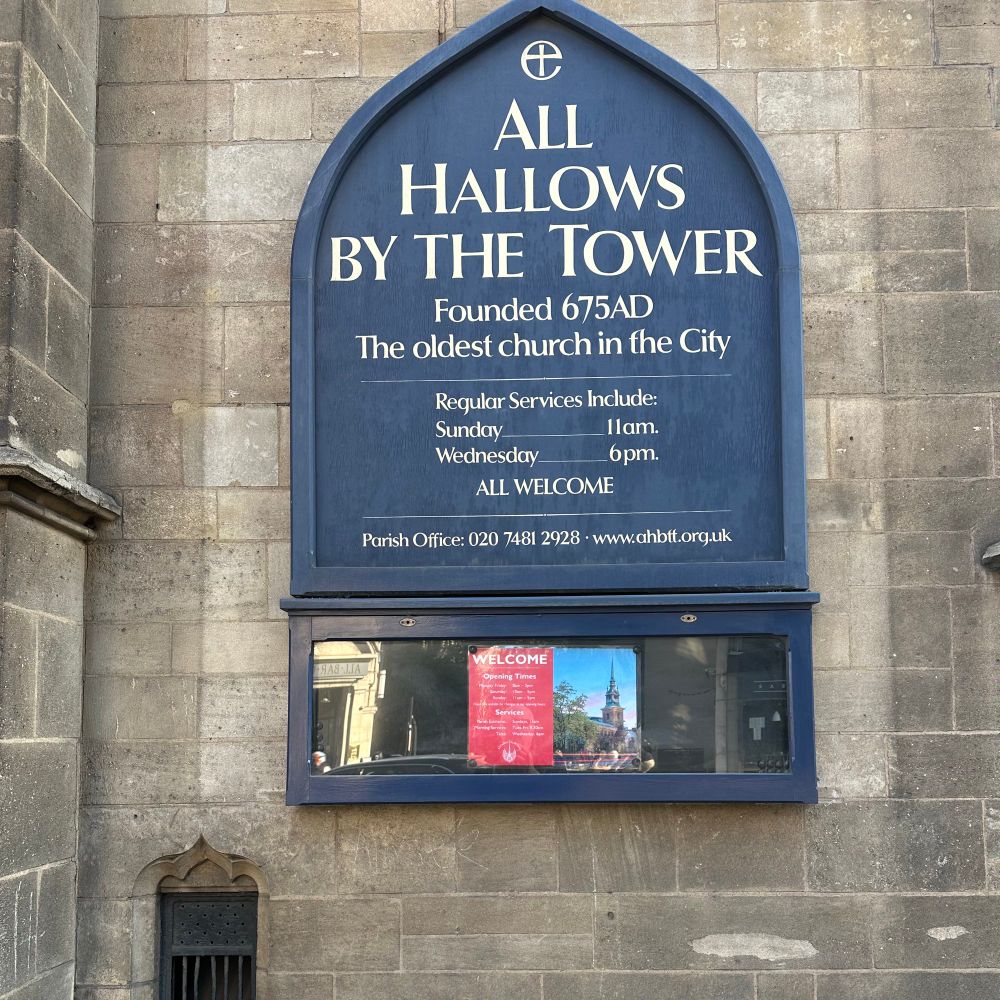 ALL
HALLOWS
BY THE TOWER
Founded 675AD
The oldest church in the City
Regular Services Include:
Sunday 11am.
Wednesday 6pm.
ALL WELCOME
Parish Office: 020 7481 2928 · www.ahbtt.org.uk
WELCOME
Opening Times
Services